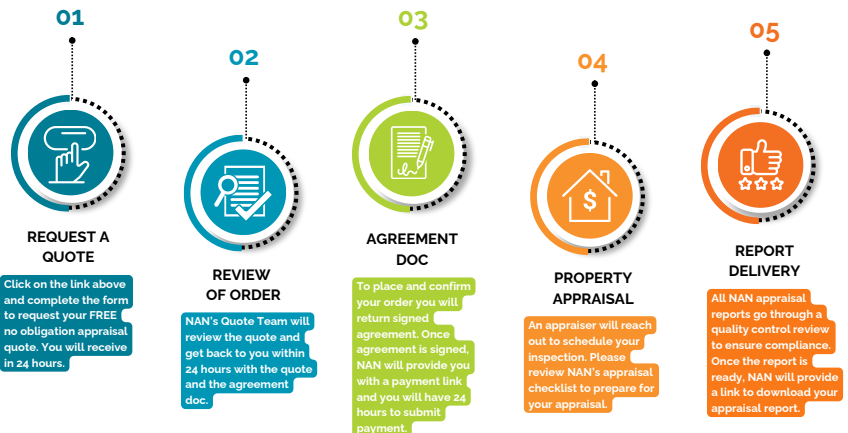 01
REQUEST A
QUOTE
Click on the link above
and complete the form
to request your FREE
no obligation appraisal
quote. You will receive
in 24 hours.
02
REVIEW
OF ORDER
NAN's Quote Team will
review the quote and
get back to you within
24 hours with the quote
and the agreement
doc.
03
AGREEMENT
DOC
To place and confirm
your order you will
return signed
agreement. Once
agreement is signed,
NAN will provide you
with a payment link
and you will have 24
hours to submit
payment.
04
$
PROPERTY
APPRAISAL
An appraiser will reach
out to schedule your
inspection. Please
review NAN's appraisal
checklist to prepare for
your appraisal.
05
REPORT
DELIVERY
All NAN appraisal
reports go through a
quality control review
to ensure compliance.
Once the report is
ready, NAN will provide
a link to download your
appraisal report.